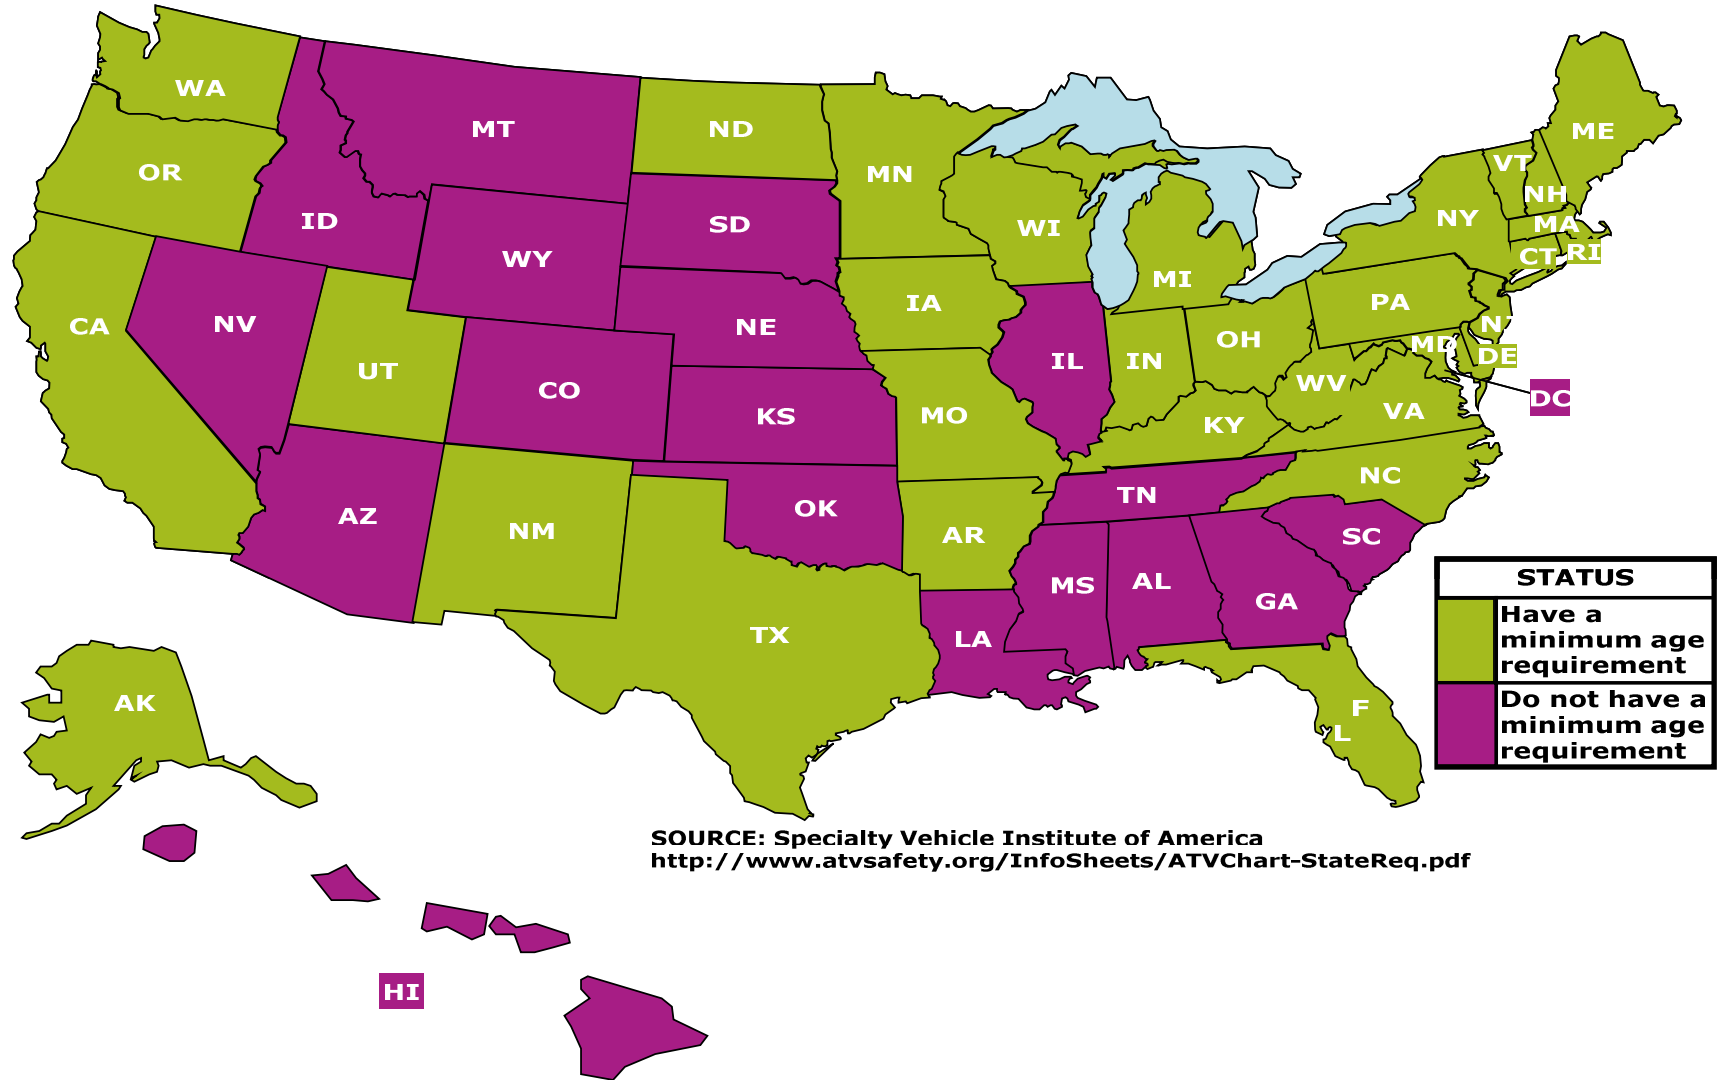 WA
MT
ND
ME
OR
MN
VT
ID
SD
WI
NH
NY
MA
WY
MI
CT
RI
CA
NV
NE
IA
PA
NJ
UT
CO
IL
IN
OH
MD
DE
KS
MO
WV
DC
KY
VA
AZ
NM
OK
TN
NC
AR
SC
MS
AL
GA
TX
LA
AK
F
L
STATUS
Have a
minimum age
requirement
Do not have a
minimum age
requirement
SOURCE: Specialty Vehicle Institute of America
http://www.atvsafety.org/InfoSheets/ATVChart-StateReq.pdf
HI